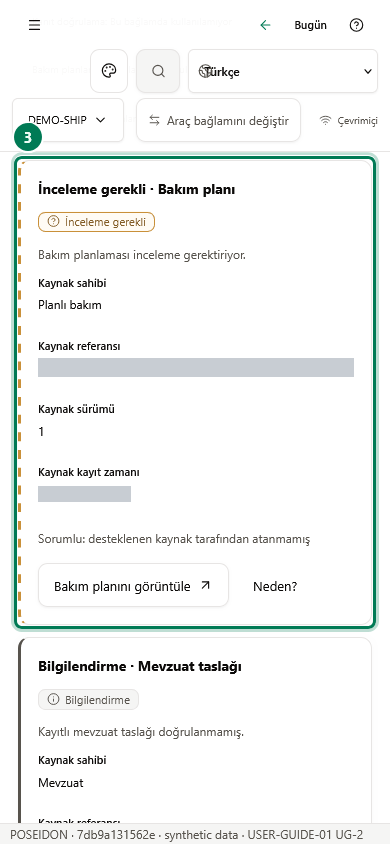 Bugün
Türkçe
DEMO-SHIP
Araç bağlamını değiştir
Çevrimiçi
3
İnceleme gerekli · Bakım planı
İnceleme gerekli
Bakım planlaması inceleme gerektiriyor.
Kaynak sahibi
Planlı bakım
Kaynak referansı
Kaynak sürümü
1
Kaynak kayıt zamanı
Sorumlu: desteklenen kaynak tarafından atanmamış
Bakım planını görüntüle
Neden?
Bilgilendirme · Mevzuat taslağı
Bilgilendirme
Kayıtlı mevzuat taslağı doğrulanmamış.
Kaynak sahibi
Mevzuat
Kaynak referansı
POSEIDON · 7db9a131562e · synthetic data · USER-GUIDE-01 UG-2